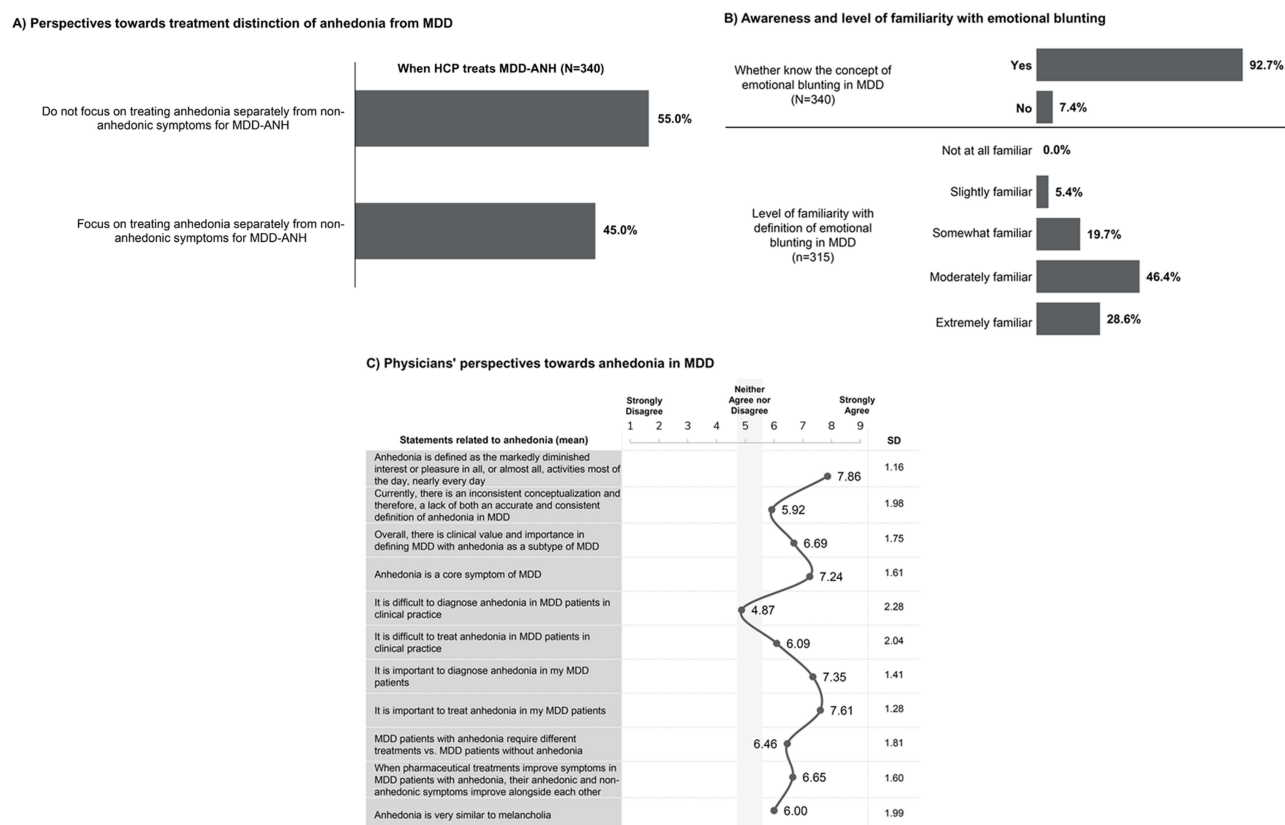 A) Perspectives towards treatment distinction of anhedonia from MDD
When HCP treats MDD-ANH (N=340)
Do not focus on treating anhedonia separately from non-
anhedonic symptoms for MDD-ANH
55.0%
Focus on treating anhedonia separately from non-
anhedonic symptoms for MDD-ANH
45.0%
B) Awareness and level of familiarity with emotional blunting
Whether know the concept of
emotional blunting in MDD
(N=340)
Yes
92.7%
No
7.4%
Level of familiarity with
definition of emotional
blunting in MDD
(n=315)
Not at all familiar 0.0%
Slightly familiar 5.4%
Somewhat familiar 19.7%
Moderately familiar 46.4%
Extremely familiar 28.6%
C) Physicians' perspectives towards anhedonia in MDD
Strongly
Disagree
Neither
Agree nor
Disagree
Strongly
Agree
1 2 3 4 5 6 7 8 9
Statements related to anhedonia (mean)
SD
Anhedonia is defined as the markedly diminished
interest or pleasure in all, or almost all, activities most of
the day, nearly every day
7.86
1.16
Currently, there is an inconsistent conceptualization and
therefore, a lack of both an accurate and consistent
definition of anhedonia in MDD
5.92
1.98
Overall, there is clinical value and importance in
defining MDD with anhedonia as a subtype of MDD
6.69
1.75
Anhedonia is a core symptom of MDD
7.24
1.61
It is difficult to diagnose anhedonia in MDD patients in
clinical practice
4.87
2.28
It is difficult to treat anhedonia in MDD patients in
clinical practice
6.09
2.04
It is important to diagnose anhedonia in my MDD
patients
7.35
1.41
It is important to treat anhedonia in my MDD patients
7.61
1.28
MDD patients with anhedonia require different
treatments vs. MDD patients without anhedonia
6.46
1.81
When pharmaceutical treatments improve symptoms in
MDD patients with anhedonia, their anhedonic and non-
anhedonic symptoms improve alongside each other
6.65
1.60
Anhedonia is very similar to melancholia
6.00
1.99